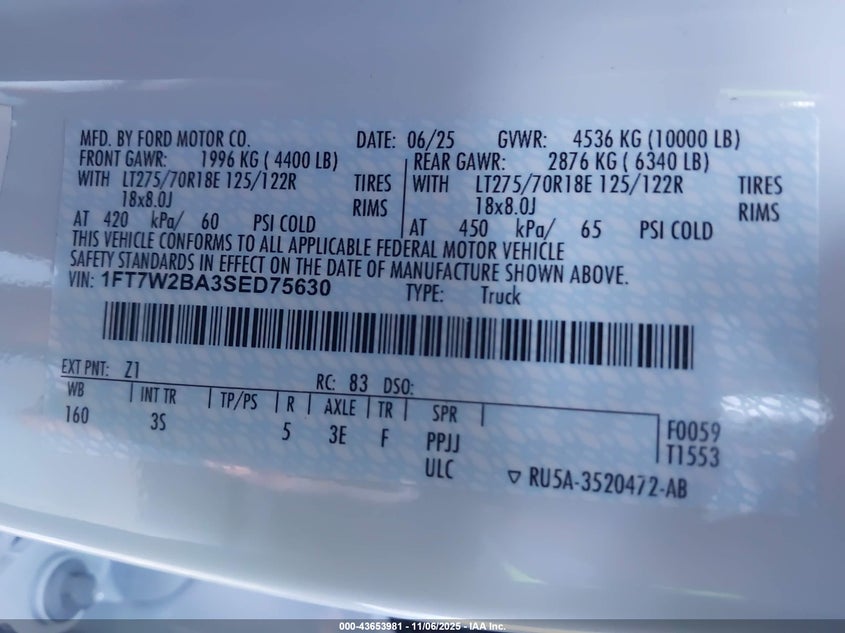 MFD. BY FORD MOTOR CO. DATE: 06/25 GVWR: 4536 KG (10000 LB)
FRONT GAWR: 1996 KG ( 4400 LB) REAR GAWR: 2876 KG ( 6340 LB)
WITH LT275/70R18E 125/122R TIRES WITH LT275/70R18E 125/122R TIRES
18x8.0J RIMS 18x8.0J RIMS
AT 420 kPa/ 60 PSI COLD AT 450 kPa/ 65 PSI COLD
THIS VEHICLE CONFORMS TO ALL APPLICABLE FEDERAL MOTOR VEHICLE
SAFETY STANDARDS IN EFFECT ON THE DATE OF MANUFACTURE SHOWN ABOVE.
VIN: 1FT7W2BA3SED75630 TYPE: Truck
EXT PNT: Z1 RC: 83 DSO:
WB INT TR TP/PS R AXLE TR SPR
160 3S 5 3E F PPJJ F0059
ULC T1553
▽ RU5A-3520472-AB
000-43653981 - 11/06/2025 - IAA Inc.